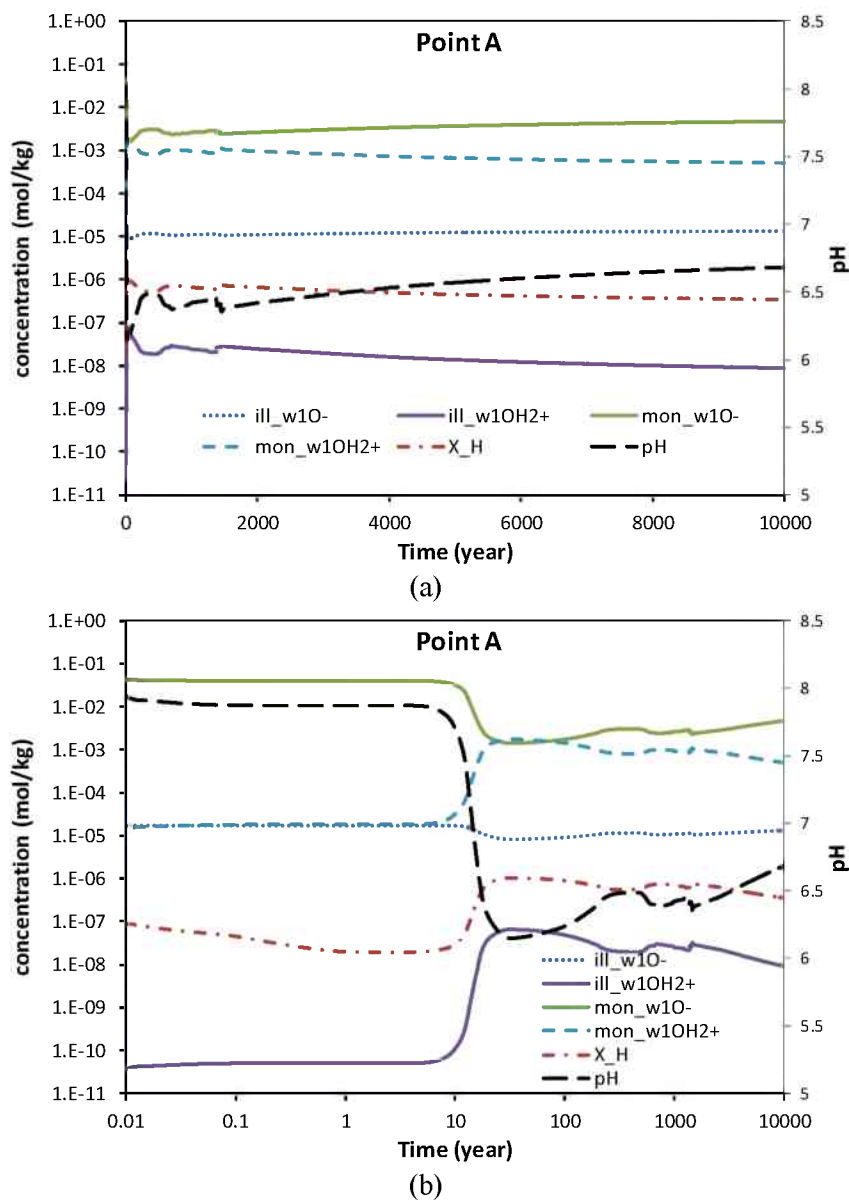 Point A
1.E+00
1.E-01
1.E-02
1.E-03
1.E-04
1.E-05
1.E-06
1.E-07
1.E-08
1.E-09
1.E-10
1.E-11
concentration (mol/kg)
8.5
8
7.5
7
6.5
6
5.5
5
pH
ill_w1O- ill_w1OH2+ mon_w1O-
mon_w1OH2+ X_H pH
0 2000 4000 6000 8000 10000
Time (year)
(a)
Point A
1.E+00
1.E-01
1.E-02
1.E-03
1.E-04
1.E-05
1.E-06
1.E-07
1.E-08
1.E-09
1.E-10
1.E-11
concentration (mol/kg)
8.5
8
7.5
7
6.5
6
5.5
5
pH
ill_w1O-
ill_w1OH2+
mon_w1O-
mon_w1OH2+
X_H
pH
0.01 0.1 1 10 100 1000 10000
Time (year)
(b)